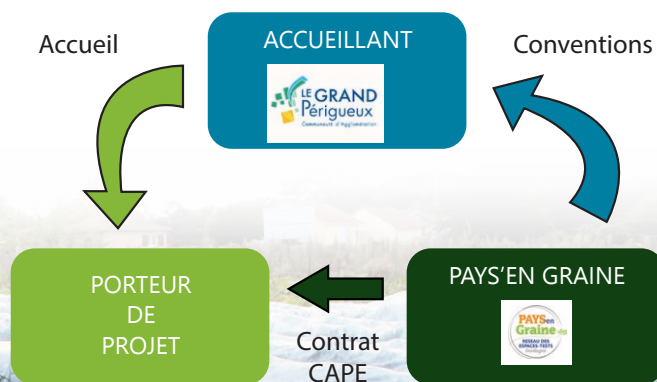 Accueil
ACCUEILLANT
LE GRAND
Périgueux
Communauté d'Agglomération
Conventions
PORTEUR
DE
PROJET
Contrat
CAPE
PAYS'EN GRAINE
PAYS en
Graine
RESEAU DES
ESPACES-TESTS